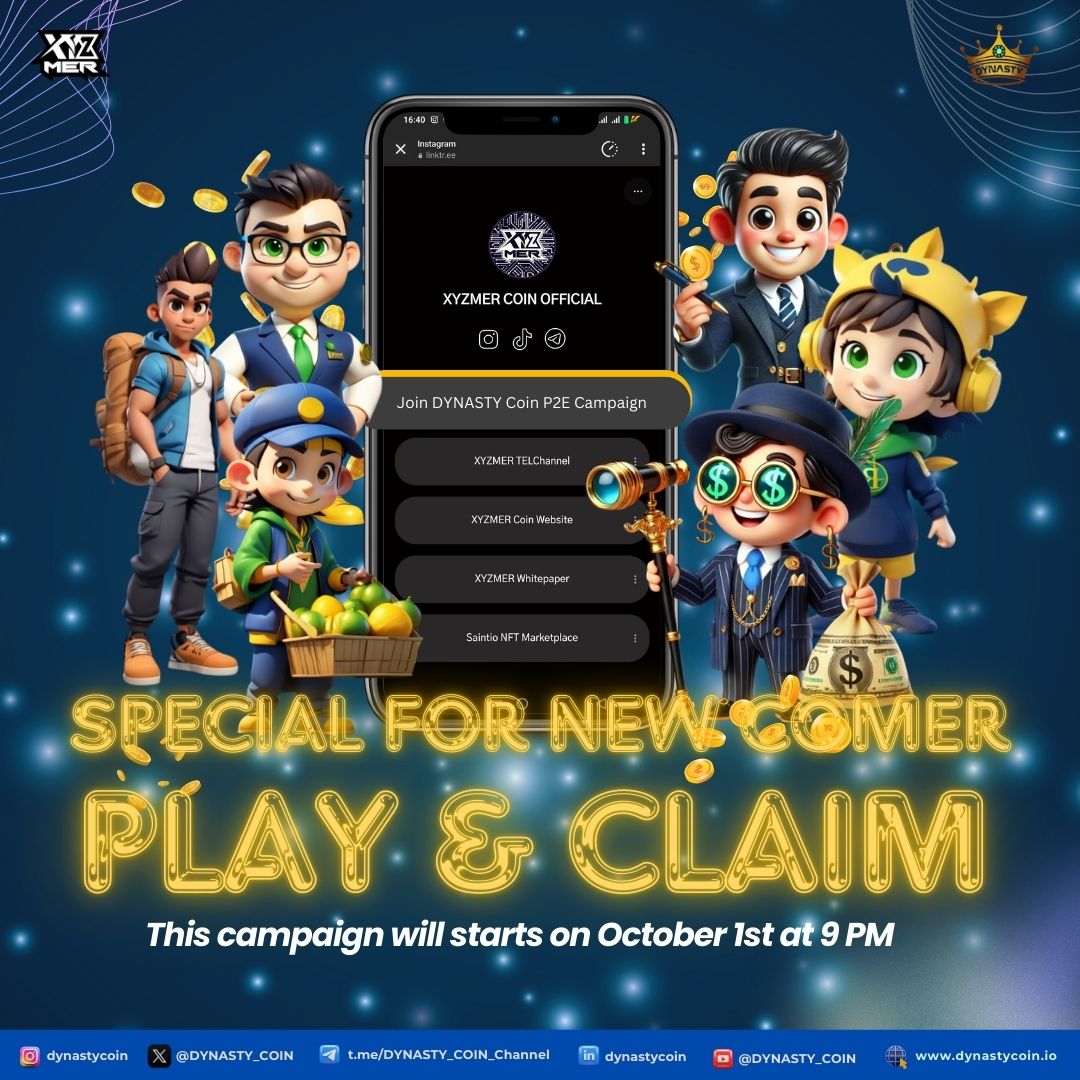 XYZ
MER
DYNASTY
16:40
Instagram
linktr.ee
XYZ
MER
XYZMER COIN OFFICIAL
Join DYNASTY Coin P2E Campaign
XYZMER TELChannel
XYZMER Coin Website
XYZMER Whitepaper
Saintio NFT Marketplace
SPECIAL FOR NEW COMER
PLAY & CLAIM
This campaign will starts on October 1st at 9 PM
dynastycoin @DYNASTY_COIN t.me/DYNASTY_COIN_Channel dynastycoin @DYNASTY_COIN www.dynastycoin.io